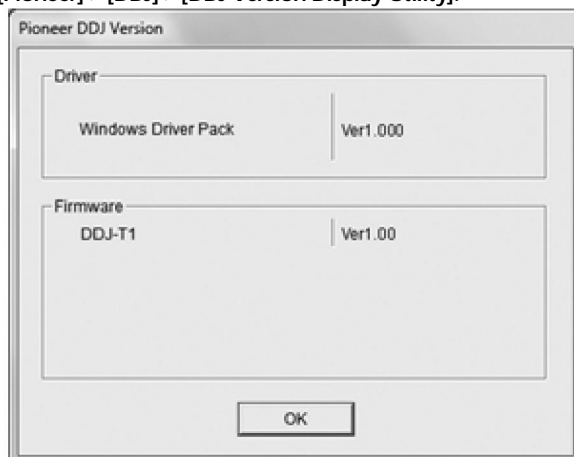 [Pioneer] > [DDJ] > [DDJ Version Display Utility].
Pioneer DDJ Version
Driver
Windows Driver Pack
Ver1.000
Firmware
DDJ-T1
Ver1.00
OK